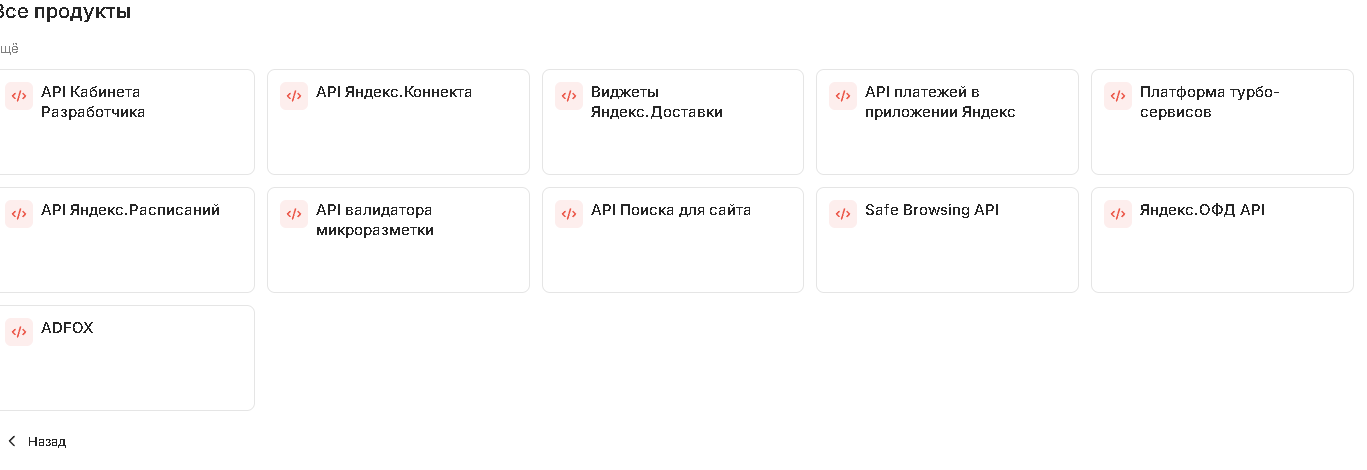 Все продукты
щё
API Кабинета
Разработчика
API Яндекс.Коннекта
Виджеты
Яндекс.Доставки
API платежей в
приложении Яндекс
Платформа турбо-
сервисов
API Яндекс.Расписаний
API валидатора
микроразметки
API Поиска для сайта
Safe Browsing API
Яндекс.ОФД API
ADFOX
Назад